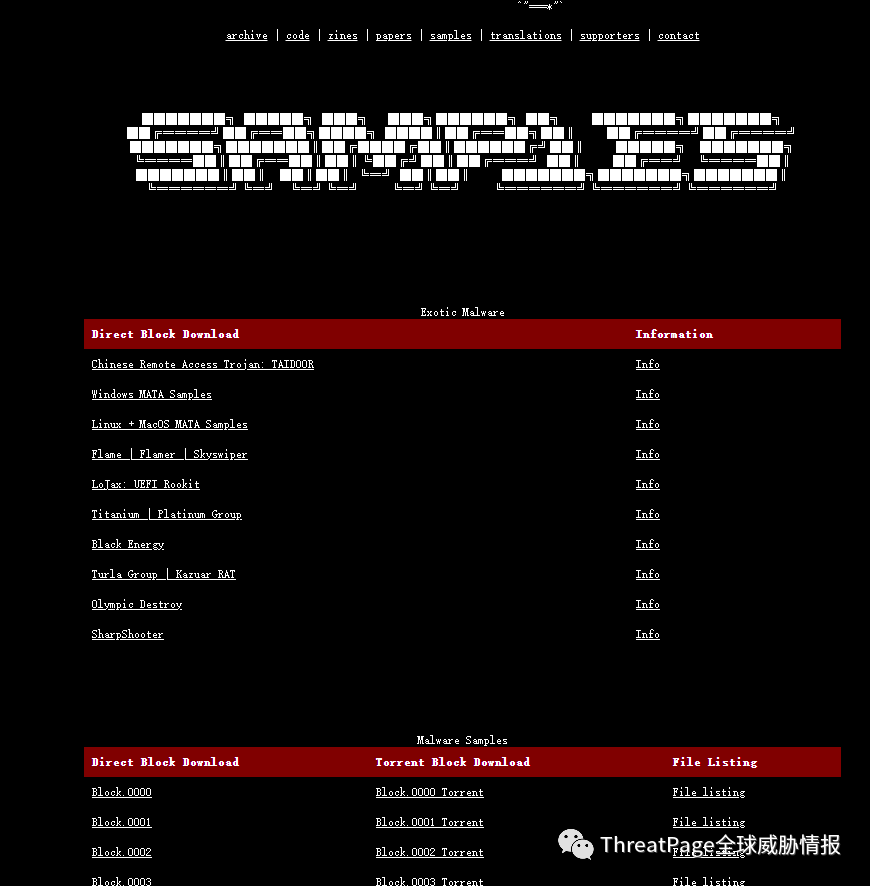 archive | code | zines | papers | samples | translations | supporters | contact
SAMPLES
Exotic Malware
Direct Block Download Information
Chinese Remote Access Trojan: TAIDOOR Info
Windows MATA Samples Info
Linux + MacOS MATA Samples Info
Flame | Flamer | Skyswiper Info
LoJax: UEFI Rookit Info
Titanium | Platinum Group Info
Black Energy Info
Turla Group | Kazuar RAT Info
Olympic Destroy Info
SharpShooter Info
Malware Samples
Direct Block Download Torrent Block Download File Listing
Block.0000 Block.0000 Torrent File listing
Block.0001 Block.0001 Torrent File listing
Block.0002 Block.0002 Torrent File listing
ThreatPage全球威胁情报
Block.0003 Block.0003 Torrent File listing